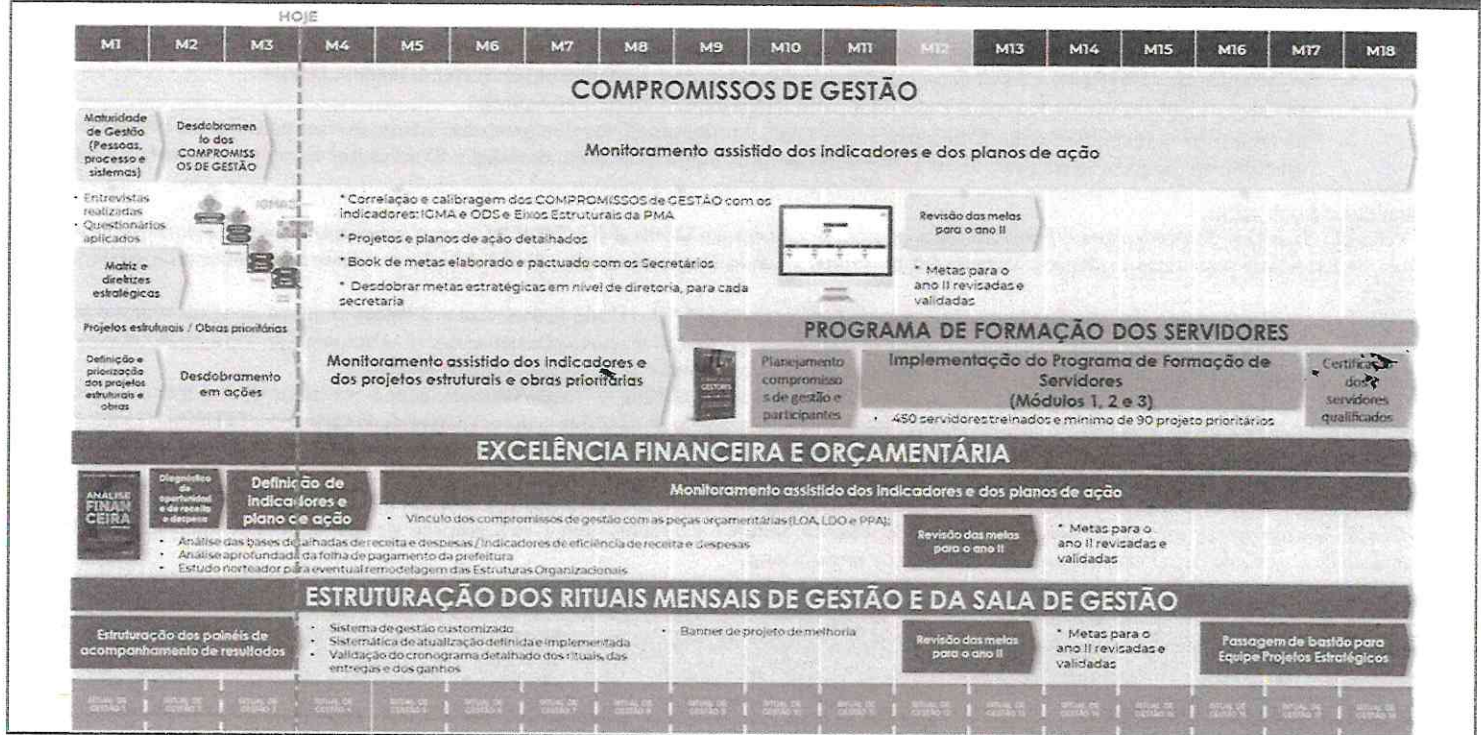 HOJE
M1 M2 M3 M4 M5 M6 M7 M8 M9 M10 M11 M12 M13 M14 M15 M16 M17 M18
COMPROMISSOS DE GESTÃO
Maturidade
de Gestão
(Pessoas,
processo e
sistemas)
Desdobramen
to dos
COMPROMISS
OS DE GESTÃO
Monitoramento assistido dos indicadores e dos planos de ação
• Entrevistas
realizadas
• Questionários
aplicados
Matriz e
diretrizes
estratégicas
* Correlação e calibragem dos COMPROMISSOS de GESTÃO com os
indicadores: IGMA e ODS e Eixos Estruturais da PMA
* Projetos e planos de ação detalhados
* Book de metas elaborado e pactuado com os Secretários
* Desdobrar metas estratégicas em nível de diretoria, para cada
secretaria
Revisão das metas
para o ano II
* Metas para o
ano II revisadas e
validadas
Projetos estruturais / Obras prioritárias
Definição e
priorização
dos projetos
estruturais e
obras
Desdobramento
em ações
Monitoramento assistido dos indicadores e
dos projetos estruturais e obras prioritárias
PROGRAMA DE FORMAÇÃO DOS SERVIDORES
GESTORES
Planejamento
compromisso
s de gestão e
participantes
Implementação do Programa de Formação de
Servidores
(Módulos 1, 2 e 3)
• 450 servidores treinados e mínimo de 90 projeto prioritários
dos
servidores
qualificados
EXCELÊNCIA FINANCEIRA E ORÇAMENTÁRIA
ANÁLISE
FINAN
CEIRA
Diagnóstico
de
oportunidad
e de receita
e despesa
Definição de
indicadores e
plano de ação
Monitoramento assistido dos indicadores e dos planos de ação
• Vínculo dos compromissos de gestão com as peças orçamentárias (LOA, LDO e PPA);
• Análise das bases detalhadas de receita e despesas / Indicadores de eficiência de receita e despesas
• Análise aprofundada da folha de pagamento da prefeitura
• Estudo norteador para eventual remodelagem das Estruturas Organizacionais
Revisão das metas
para o ano II
* Metas para o
ano II revisadas e
validadas
ESTRUTURAÇÃO DOS RITUAIS MENSAIS DE GESTÃO E DA SALA DE GESTÃO
Estruturação dos painéis de
acompanhamento de resultados
• Sistema de gestão customizado
• Sistemática de atualização definida e implementada
• Validação do cronograma detalhado dos rituais, das
entregas e dos ganhos
• Banner de projeto de melhoria
Revisão das metas
para o ano II
* Metas para o
ano II revisadas e
validadas
Passagem de bastão para
Equipe Projetos Estratégicos